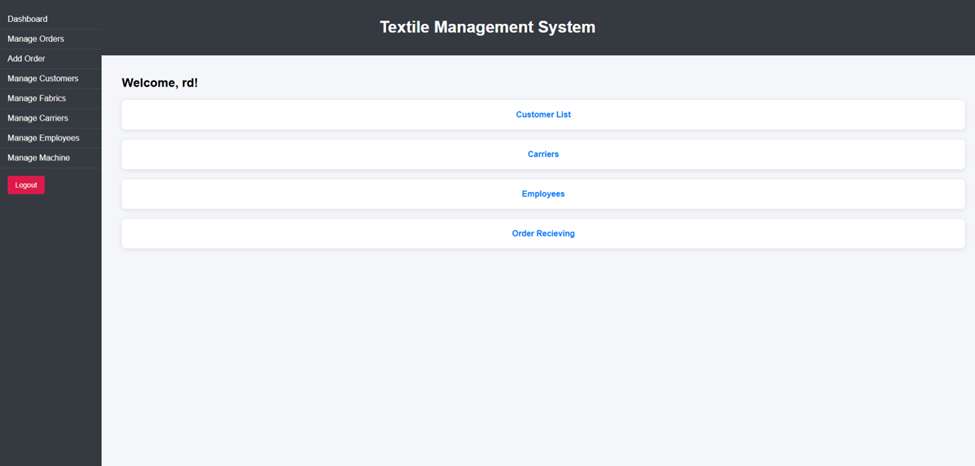 Textile Management System
Dashboard
Manage Orders
Add Order
Manage Customers
Manage Fabrics
Manage Carriers
Manage Employees
Manage Machine
Logout
Welcome, rd!
Customer List
Carriers
Employees
Order Recieving